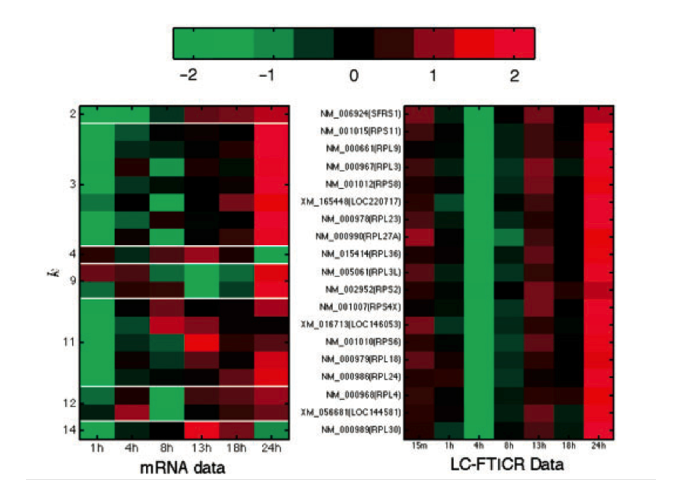 −2 −1 0 1 2
2
3
4
9
11
12
14
1h 4h 8h 13h 18h 24h
mRNA data
NM_006924(SFRS1)
NM_001015(RPS11)
NM_000661(RPL9)
NM_000967(RPL3)
NM_001012(RPS8)
XM_165448(LOC220717)
NM_000978(RPL23)
NM_000990(RPL27A)
NM_015414(RPL36)
NM_005061(RPL3L)
NM_002952(RPS2)
NM_001007(RPS4X)
XM_016713(LOC146053)
NM_001010(RPS6)
NM_000979(RPL18)
NM_000986(RPL24)
NM_000968(RPL4)
XM_056681(LOC144581)
NM_000989(RPL30)
15m 1h 4h 8h 13h 18h 24h
LC-FTICR Data